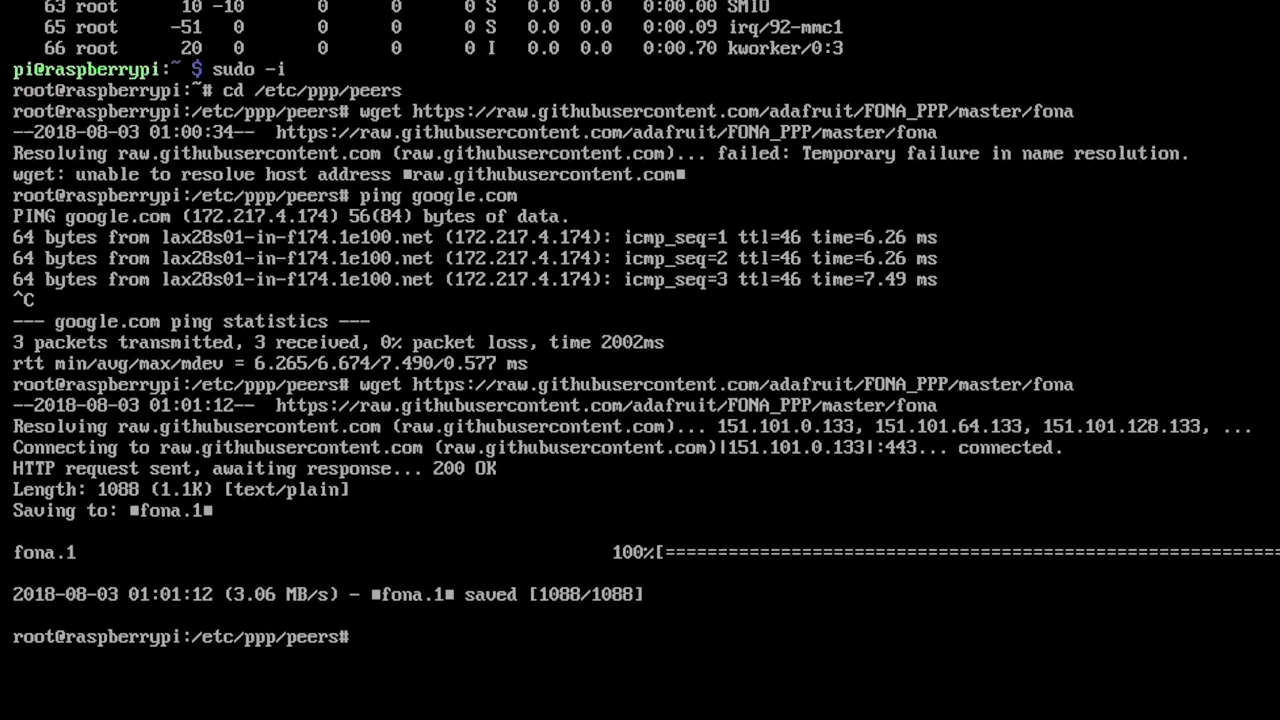 63 root 10 -10 0 0 0 S 0.0 0.0 0:00.00 SMIO
65 root -51 0 0 0 0 S 0.0 0.0 0:00.09 irq/92-mmc1
66 root 20 0 0 0 0 I 0.0 0.0 0:00.70 kworker/0:3
pi@raspberrypi:~ $ sudo -i
root@raspberrypi:~# cd /etc/ppp/peers
root@raspberrypi:/etc/ppp/peers# wget https://raw.githubusercontent.com/adafruit/FONA_PPP/master/fona
--2018-08-03 01:00:34-- https://raw.githubusercontent.com/adafruit/FONA_PPP/master/fona
Resolving raw.githubusercontent.com (raw.githubusercontent.com)... failed: Temporary failure in name resolution.
wget: unable to resolve host address ■raw.githubusercontent.com■
root@raspberrypi:/etc/ppp/peers# ping google.com
PING google.com (172.217.4.174) 56(84) bytes of data.
64 bytes from lax28s01-in-f174.1e100.net (172.217.4.174): icmp_seq=1 ttl=46 time=6.26 ms
64 bytes from lax28s01-in-f174.1e100.net (172.217.4.174): icmp_seq=2 ttl=46 time=6.26 ms
64 bytes from lax28s01-in-f174.1e100.net (172.217.4.174): icmp_seq=3 ttl=46 time=7.49 ms
^C
--- google.com ping statistics ---
3 packets transmitted, 3 received, 0% packet loss, time 2002ms
rtt min/avg/max/mdev = 6.265/6.674/7.490/0.577 ms
root@raspberrypi:/etc/ppp/peers# wget https://raw.githubusercontent.com/adafruit/FONA_PPP/master/fona
--2018-08-03 01:01:12-- https://raw.githubusercontent.com/adafruit/FONA_PPP/master/fona
Resolving raw.githubusercontent.com (raw.githubusercontent.com)... 151.101.0.133, 151.101.64.133, 151.101.128.133, ...
Connecting to raw.githubusercontent.com (raw.githubusercontent.com)|151.101.0.133|:443... connected.
HTTP request sent, awaiting response... 200 OK
Length: 1088 (1.1K) [text/plain]
Saving to: ■fona.1■
fona.1 100%[===========================================================
2018-08-03 01:01:12 (3.06 MB/s) - ■fona.1■ saved [1088/1088]
root@raspberrypi:/etc/ppp/peers#